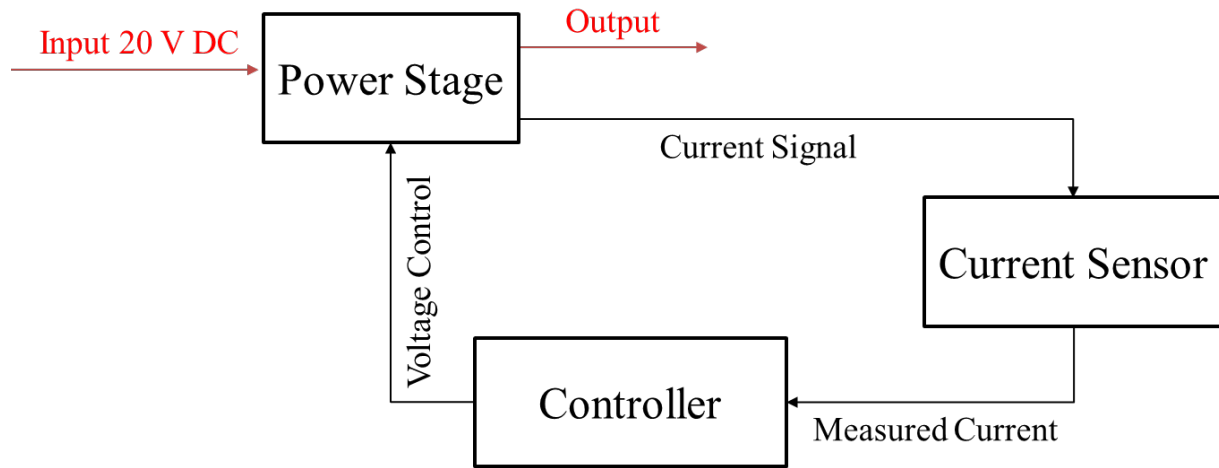 Input 20 V DC
Output
Power Stage
Current Signal
Voltage Control
Current Sensor
Controller
Measured Current